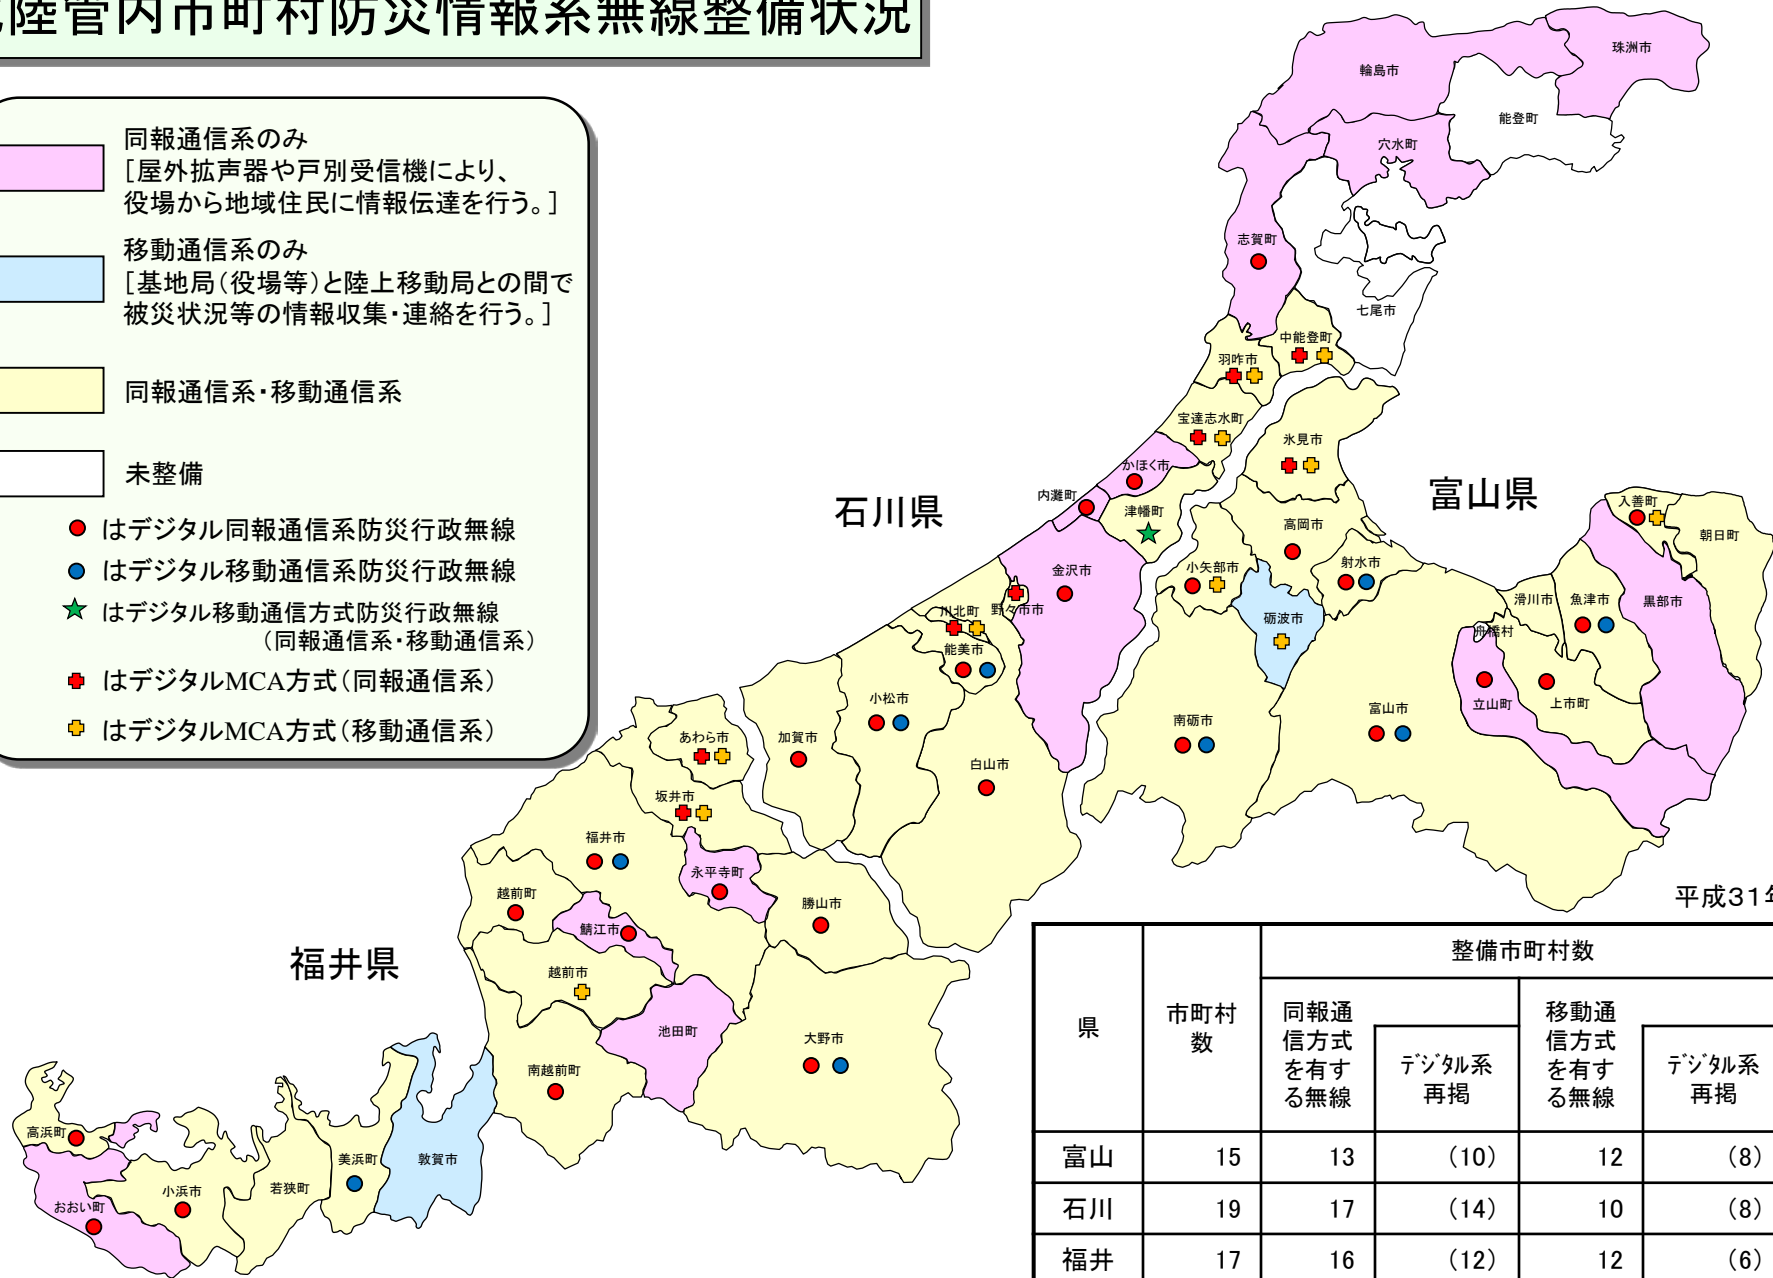 陸管内市町村防災情報系無線整備状況
同報通信系のみ
[屋外拡声器や戸別受信機により、
役場から地域住民に情報伝達を行う。]
移動通信系のみ
[基地局(役場等)と陸上移動局との間で
被災状況等の情報収集・連絡を行う。]
同報通信系・移動通信系
未整備
はデジタル同報通信系防災行政無線
はデジタル移動通信系防災行政無線
はデジタル移動通信方式防災行政無線
(同報通信系・移動通信系)
はデジタルMCA方式(同報通信系)
はデジタルMCA方式(移動通信系)
石川県
富山県
福井県
珠洲市
輪島市
能登町
穴水町
志賀町
七尾市
中能登町
羽咋市
宝達志水町
かほく市
内灘町
津幡町
金沢市
野々市市
川北町
能美市
小松市
加賀市
白山市
氷見市
高岡市
射水市
小矢部市
砺波市
南砺市
富山市
入善町
朝日町
黒部市
魚津市
滑川市
舟橋村
立山町
上市町
あわら市
坂井市
福井市
永平寺町
勝山市
越前町
鯖江市
越前市
池田町
大野市
南越前町
敦賀市
美浜町
若狭町
小浜市
おおい町
高浜町
平成31年
県
市町村
数
整備市町村数
同報通
信方式
を有す
る無線
デジタル系
再掲
移動通
信方式
を有す
る無線
デジタル系
再掲
富山 15 13 (10) 12 (8)
石川 19 17 (14) 10 (8)
福井 17 16 (12) 12 (6)